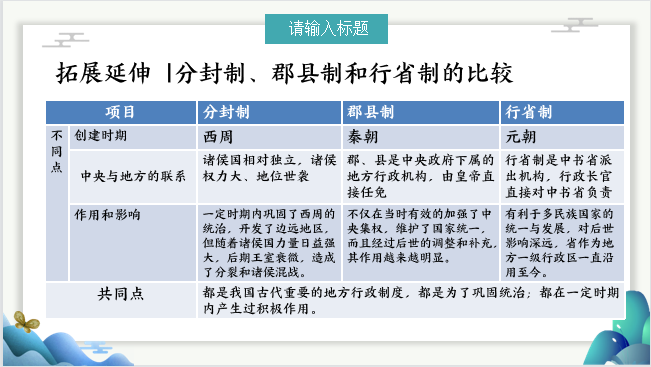 请输入标题
拓展延伸 |分封制、郡县制和行省制的比较
项目 分封制 郡县制 行省制
不同点
创建时期 西周 秦朝 元朝
中央与地方的联系
诸侯国相对独立，诸侯
权力大、地位世袭
郡、县是中央政府下属的
地方行政机构，由皇帝直
接任免
行省制是中书省派
出机构，行政长官
直接对中书省负责
作用和影响
一定时期内巩固了西周的
统治，开发了边远地区，
但随着诸侯国力量日益强
大，后期王室衰微，造成
了分裂和诸侯混战。
不仅在当时有效的加强了中
央集权，维护了国家统一，
而且经过后世的调整和补充，
其作用越来越明显。
有利于多民族国家的
统一与发展，对后世
影响深远，省作为地
方一级行政区一直沿
用至今。
共同点
都是我国古代重要的地方行政制度，都是为了巩固统治；都在一定时期
内产生过积极作用。